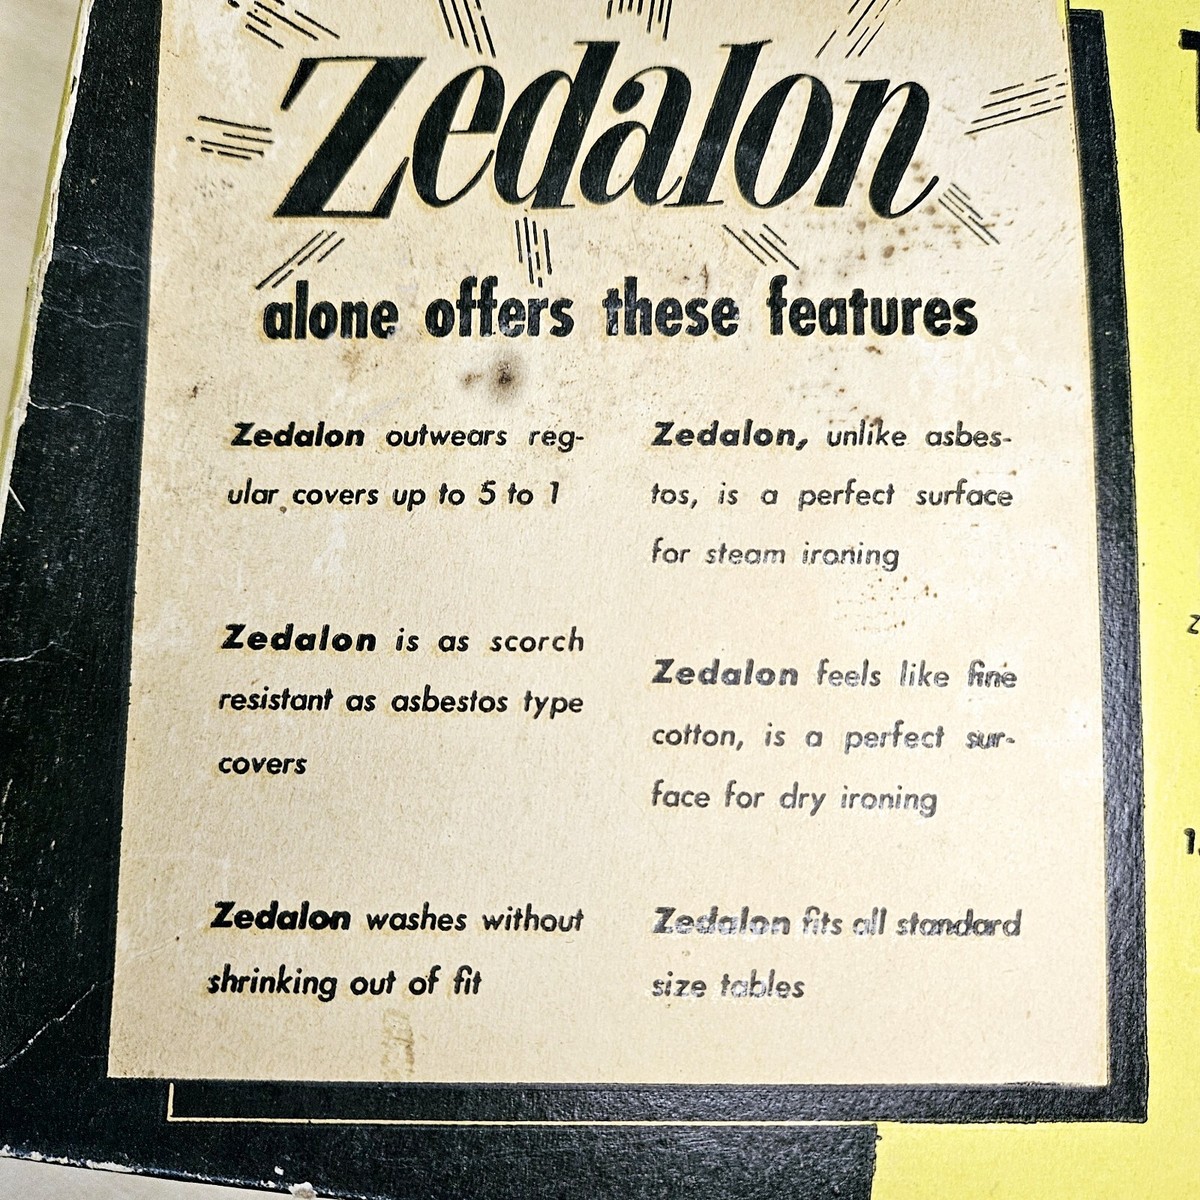 Zedalon
alone offers these features
Zedalon outwears reg-
ular covers up to 5 to 1
Zedalon is as scorch
resistant as asbestos type
covers
Zedalon washes without
shrinking out of fit
Zedalon, unlike asbes-
tos, is a perfect surface
for steam ironing
Zedalon feels like fine
cotton, is a perfect sur-
face for dry ironing
Zedalon fits all standard
size tables